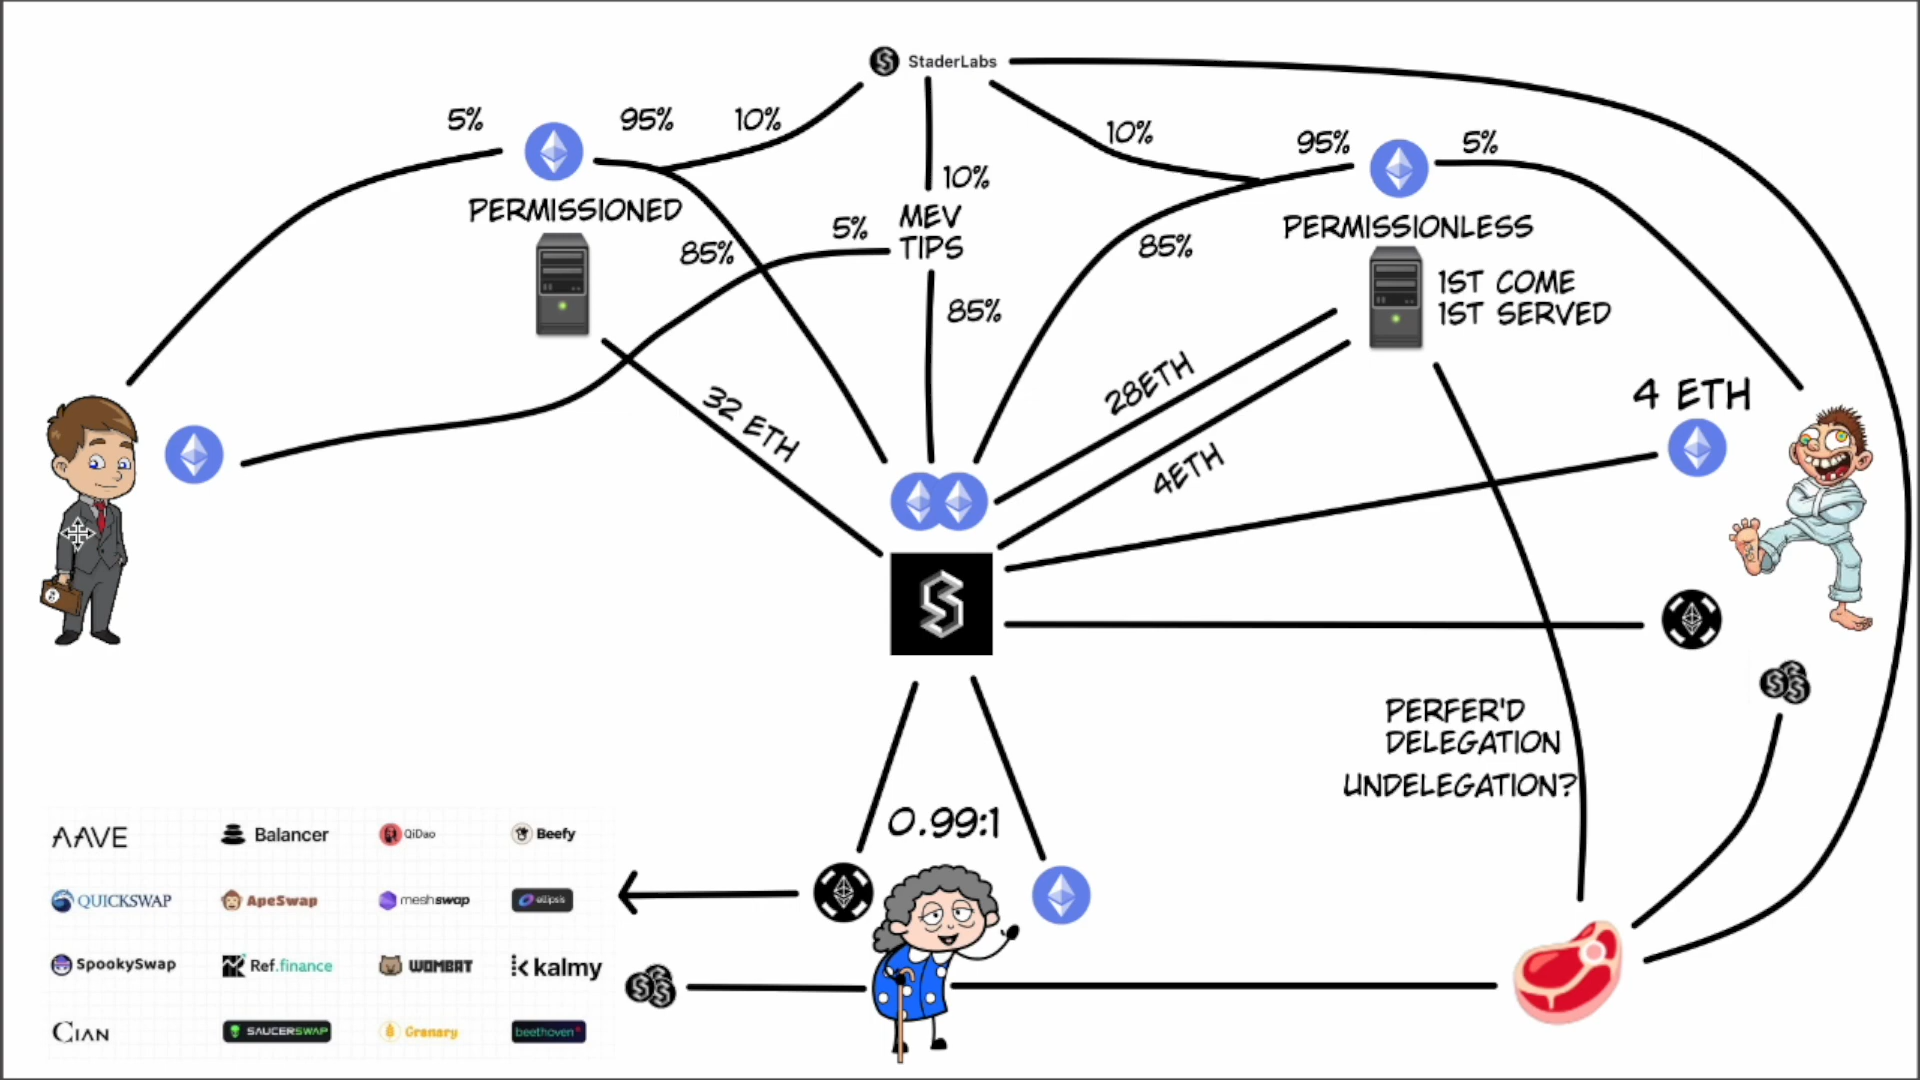 StaderLabs
5%
95%
10%
10%
95%
5%
10%
PERMISSIONED
MEV
TIPS
5%
85%
85%
PERMISSIONLESS
1ST COME
1ST SERVED
85%
28ETH
32 ETH
4ETH
4 ETH
PERFER'D
DELEGATION
UNDELEGATION?
0.99:1
AAVE
Balancer
QiDao
Beefy
QUICKSWAP
ApeSwap
meshswap
ellipsis
SpookySwap
Ref.finance
WOMBAT
kalmy
CIAN
SAUCERSWAP
Granary
beethoven